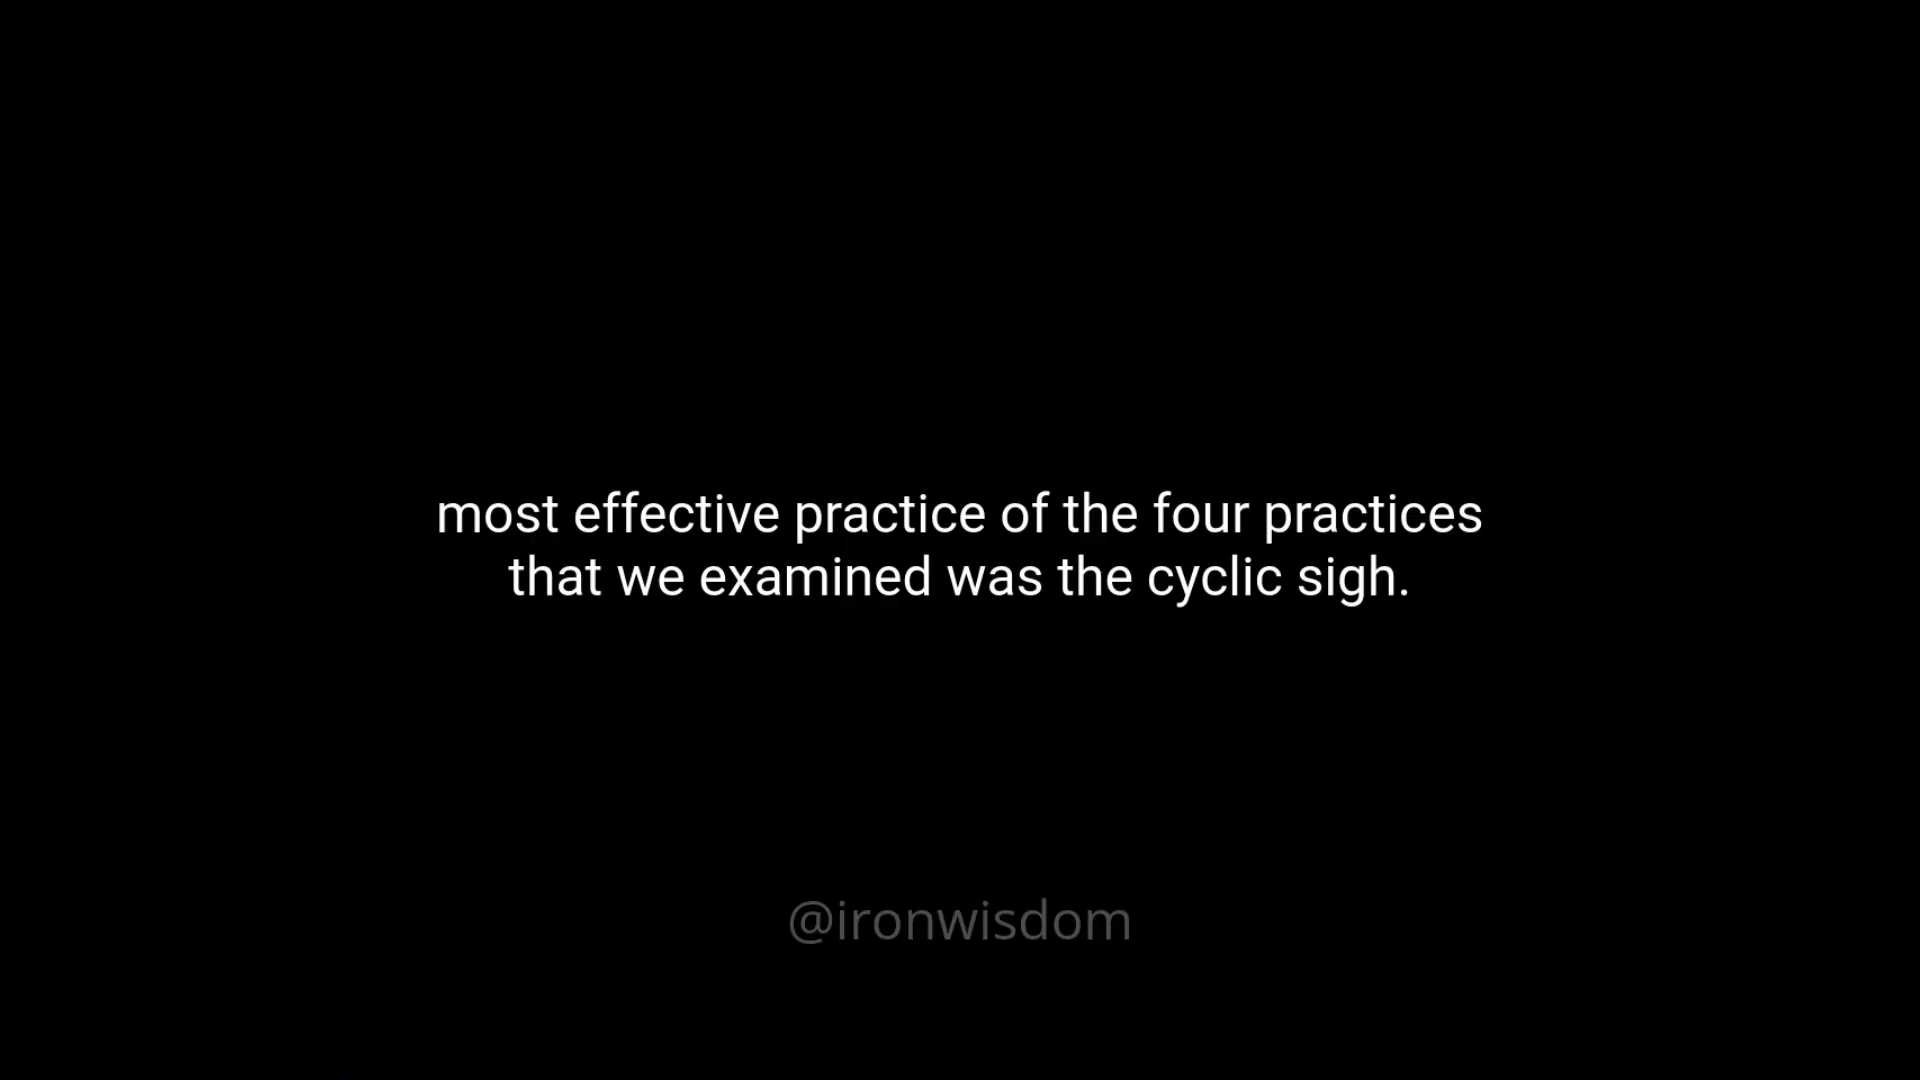 most effective practice of the four practices
that we examined was the cyclic sigh.
@ironwisdom